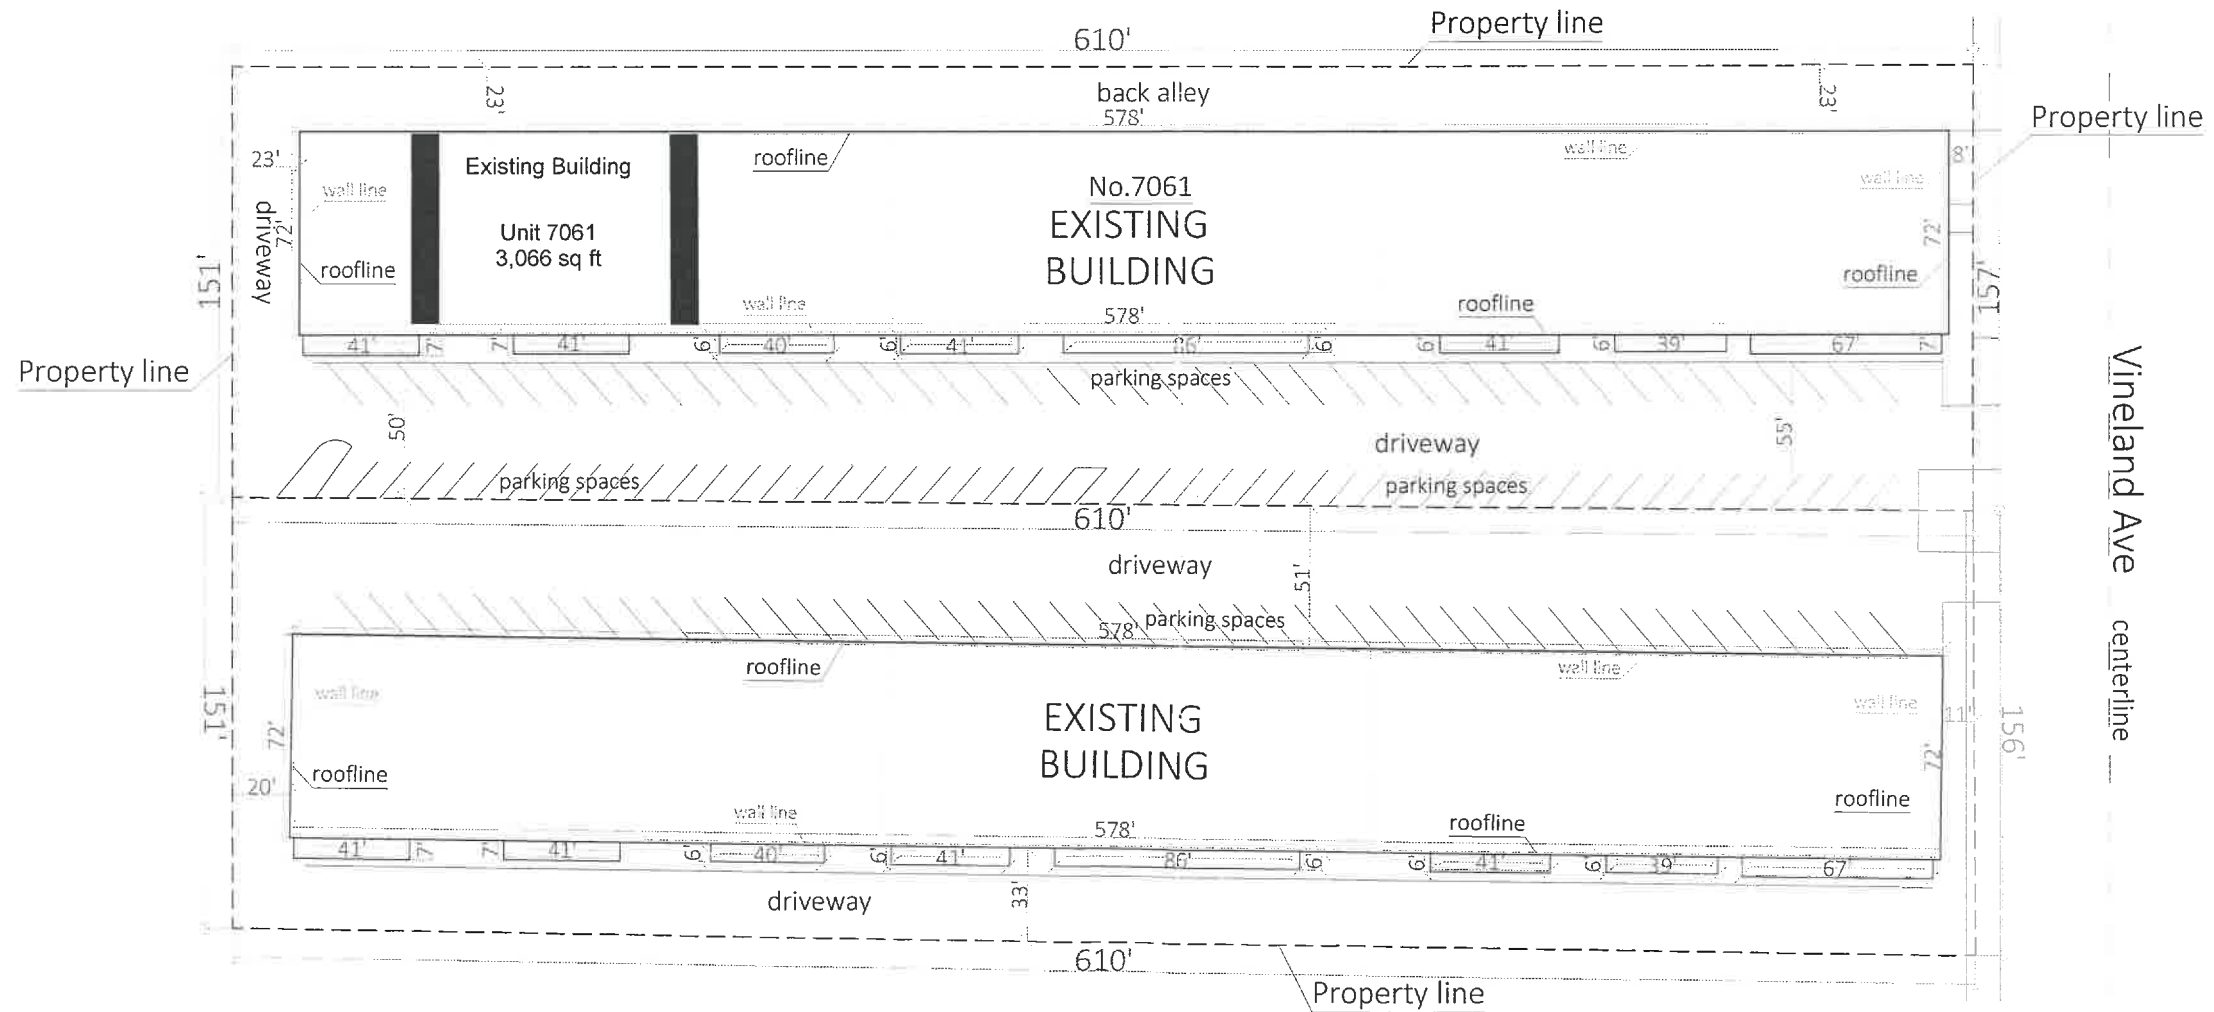 610'
Property line
23'
back alley
23'
578'
Property line
23'
Existing Building
roofline
wall line
8'
wall line
No.7061
wall line
driveway
72'
Unit 7061
3,066 sq ft
EXISTING
BUILDING
72'
roofline
roofline
151'
157'
wall line
578'
roofline
41'
7'
7'
41'
6'
40'
6'
41'
86'
6'
6'
41'
6'
39'
67'
7'
Property line
parking spaces
Vineland Ave
centerline
50'
driveway
55'
parking spaces
parking spaces
610'
driveway
51'
parking spaces
578'
roofline
wall line
wall line
wall line
151'
72'
EXISTING
BUILDING
11'
156'
72'
roofline
20'
roofline
wall line
578'
roofline
41'
7'
7'
41'
6'
40'
6'
41'
86'
6'
6'
41'
6'
39'
67'
driveway
33'
610'
Property line